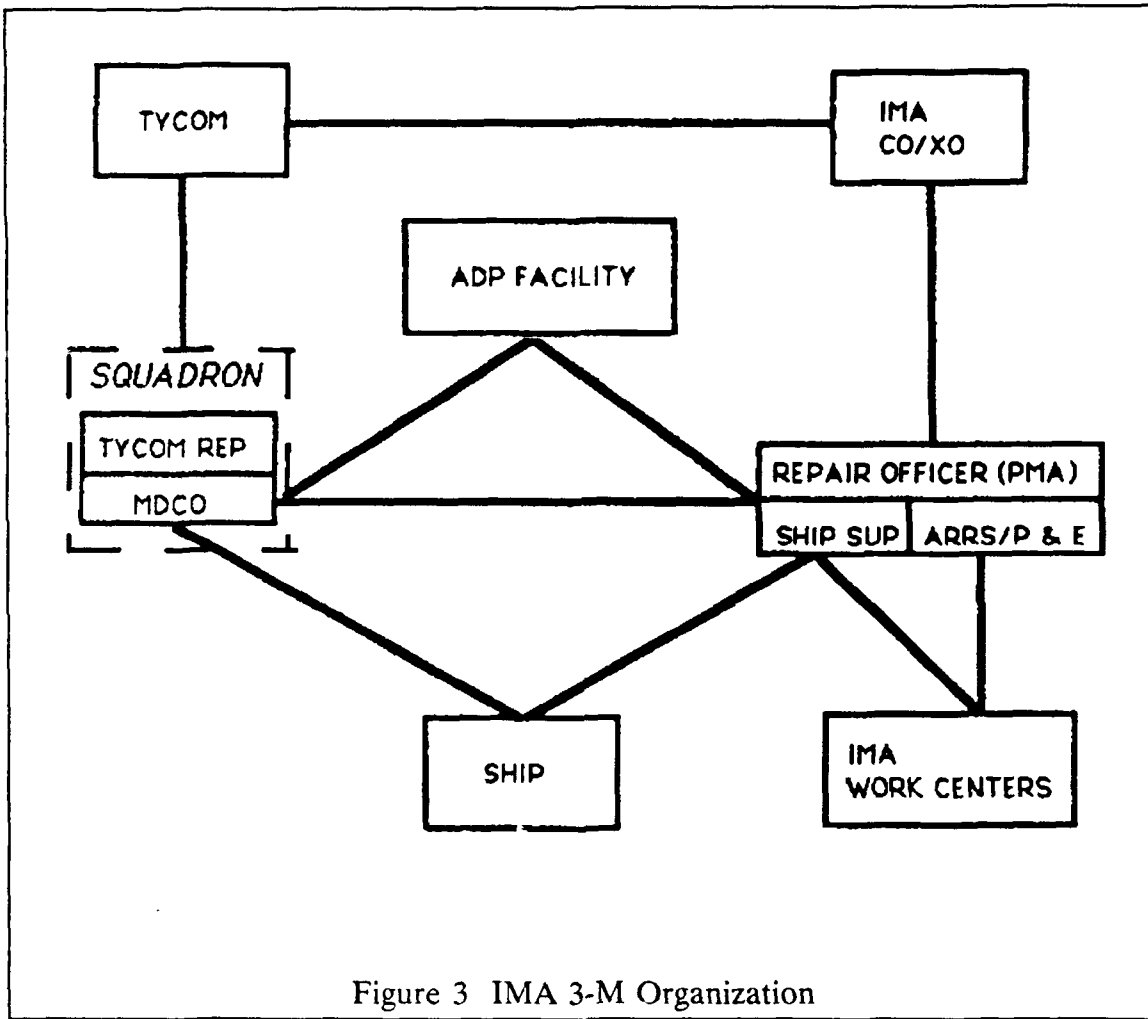 TYCOM
IMA
CO/XO
ADP FACILITY
SQUADRON
TYCOM REP
MDCO
REPAIR OFFICER (PMA)
SHIP SUP
ARRS/P & E
SHIP
IMA
WORK CENTERS
Figure 3 IMA 3-M Organization